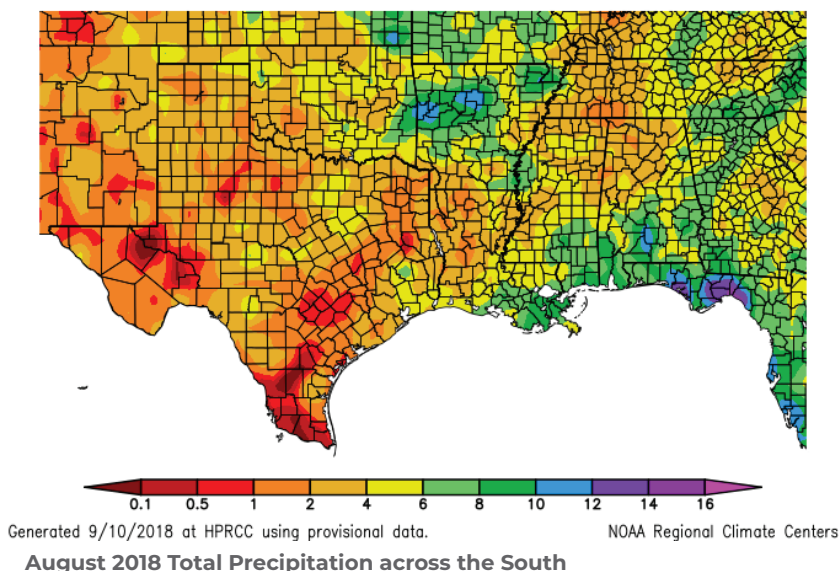 0.1 0.5 1 2 4 6 8 10 12 14 16
Generated 9/10/2018 at HPRCC using provisional data. NOAA Regional Climate Centers
August 2018 Total Precipitation across the South